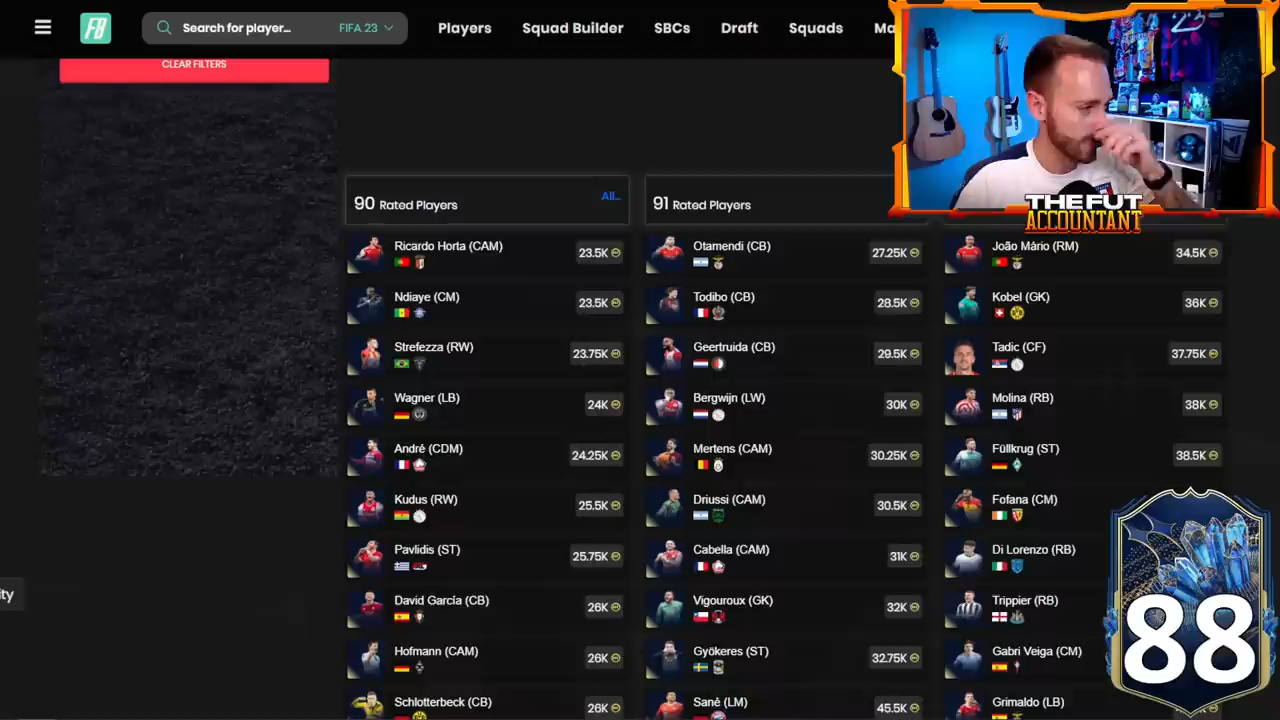 FB
Search for player...
FIFA 23
Players
Squad Builder
SBCs
Draft
Squads
Ma
CLEAR FILTERS
THE FUT
ACCOUNTANT
90 Rated Players
All...
Ricardo Horta (CAM)
23.5K
Ndiaye (CM)
23.5K
Strefezza (RW)
23.75K
Wagner (LB)
24K
André (CDM)
24.25K
Kudus (RW)
25.5K
Pavlidis (ST)
25.75K
David García (CB)
26K
Hofmann (CAM)
26K
Schlotterbeck (CB)
26K
91 Rated Players
Otamendi (CB)
27.25K
Todibo (CB)
28.5K
Geertruida (CB)
29.5K
Bergwijn (LW)
30K
Mertens (CAM)
30.25K
Driussi (CAM)
30.5K
Cabella (CAM)
31K
Vigouroux (GK)
32K
Gyökeres (ST)
32.75K
Sané (LM)
45.5K
João Mário (RM)
34.5K
Kobel (GK)
36K
Tadic (CF)
37.75K
Molina (RB)
38K
Füllkrug (ST)
38.5K
Fofana (CM)
Di Lorenzo (RB)
Trippier (RB)
Gabri Veiga (CM)
Grimaldo (LB)
ity
88